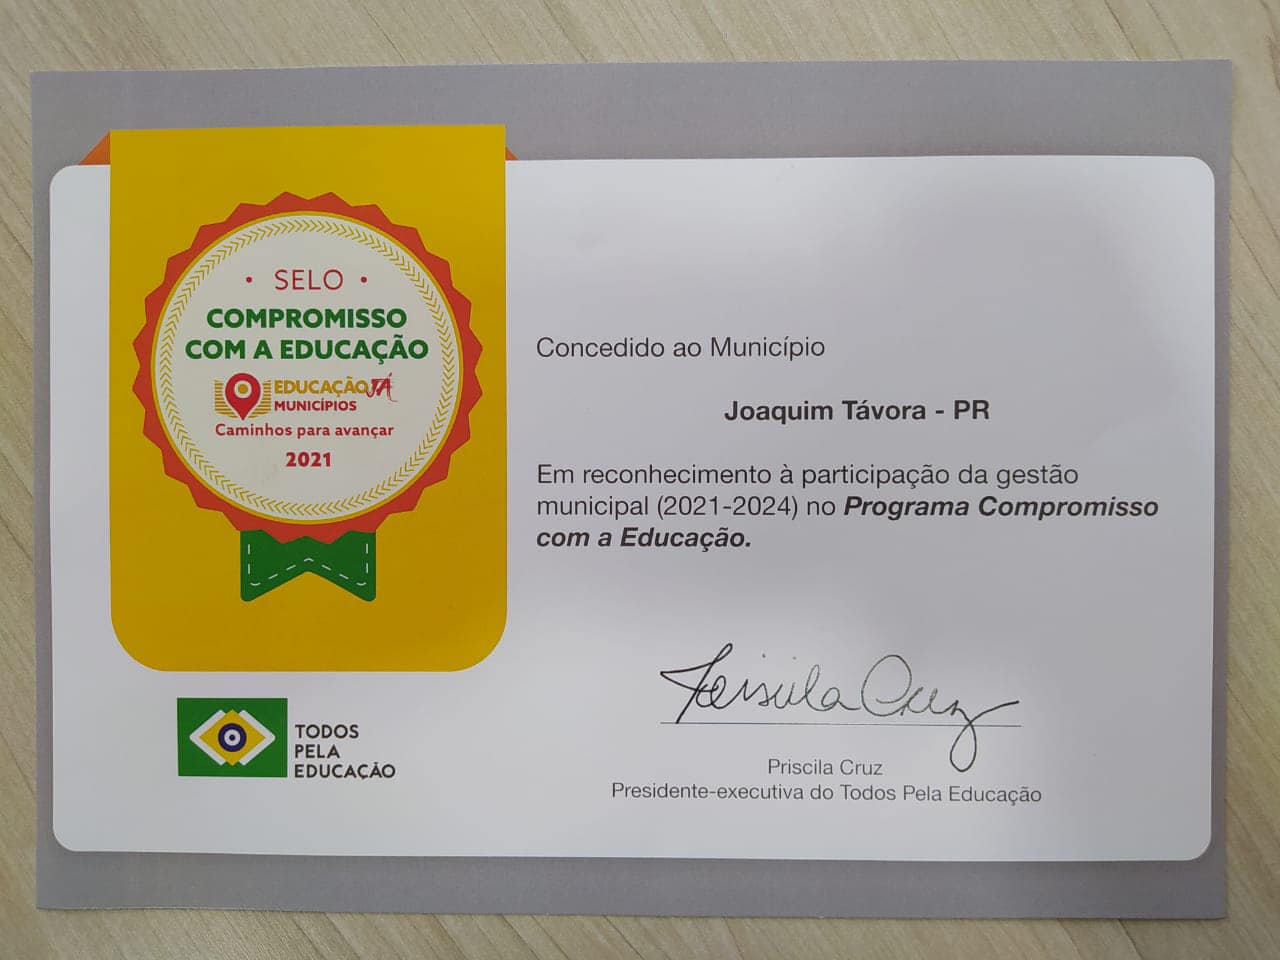 • SELO •
COMPROMISSO
COM A EDUCAÇÃO
EDUCAÇÃO JÁ
MUNICÍPIOS
Caminhos para avançar
2021
Concedido ao Município
Joaquim Távora - PR
Em reconhecimento à participação da gestão
municipal (2021-2024) no Programa Compromisso
com a Educação.
Priscila Cruz
Priscila Cruz
Presidente-executiva do Todos Pela Educação
TODOS
PELA
EDUCAÇÃO